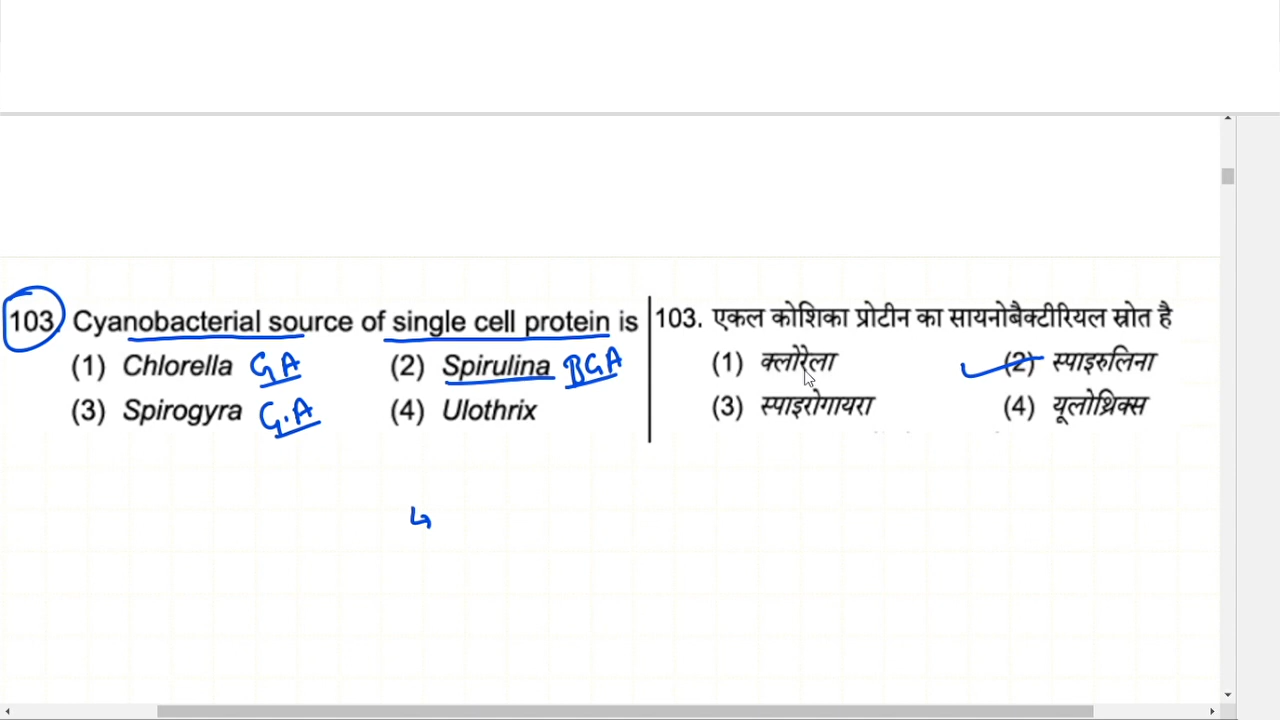 103. Cyanobacterial source of single cell protein is
(1) Chlorella GA (2) Spirulina BGA
(3) Spirogyra G.A (4) Ulothrix
103. एकल कोशिका प्रोटीन का सायनोबैक्टीरियल स्रोत है
(1) क्लोरेला (2) स्पाइरुलिना
(3) स्पाइरोगायरा (4) यूलोथ्रिक्स